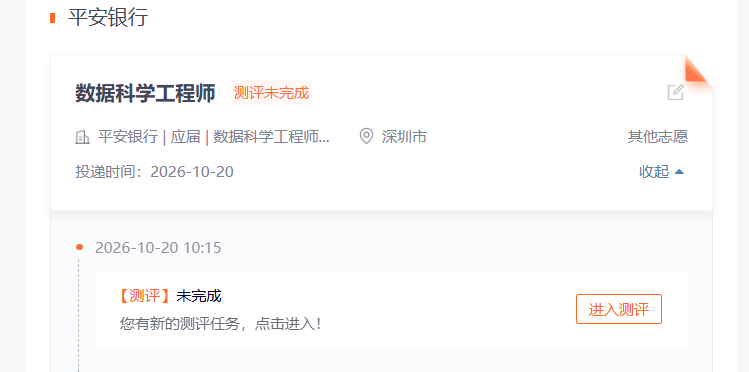 平安银行
数据科学工程师 测评未完成
平安银行 | 应届 | 数据科学工程师... 深圳市 其他志愿
投递时间：2026-10-20 收起
2026-10-20 10:15
【测评】未完成
您有新的测评任务，点击进入！ 进入测评